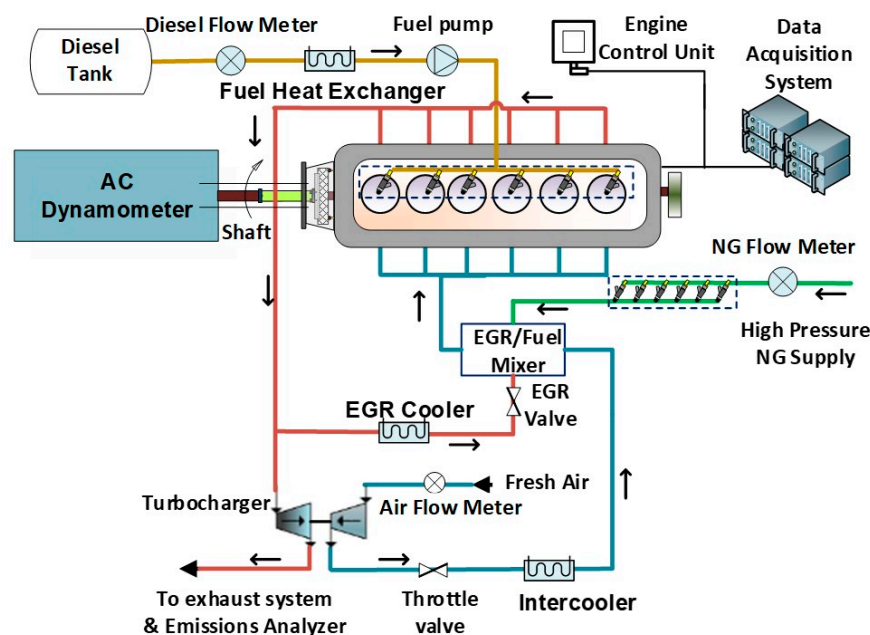 Diesel Flow Meter
Fuel pump
Diesel
Tank
Fuel Heat Exchanger
Engine
Control Unit
Data
Acquisition
System
AC
Dynamometer
Shaft
NG Flow Meter
High Pressure
NG Supply
EGR/Fuel
Mixer
EGR
Valve
EGR Cooler
Fresh Air
Air Flow Meter
Turbocharger
To exhaust system
& Emissions Analyzer
Throttle
valve
Intercooler